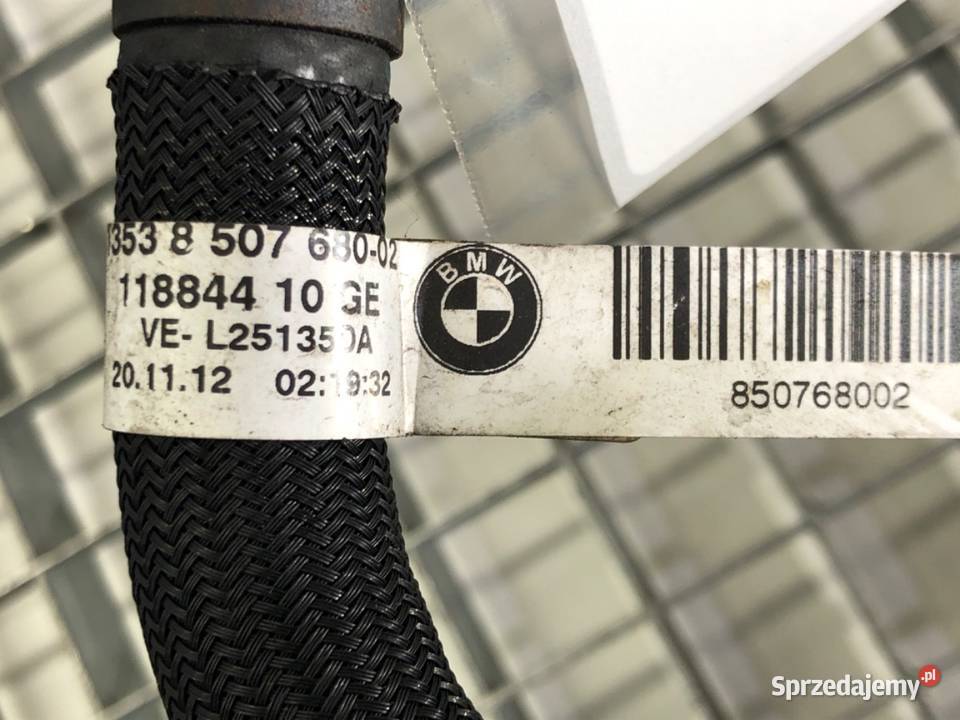 353 8 507 680-02
118844 10 GE
VE- L251350A
20.11.12 02:19:32
BMW
850768002
Sprzedajemy.pl